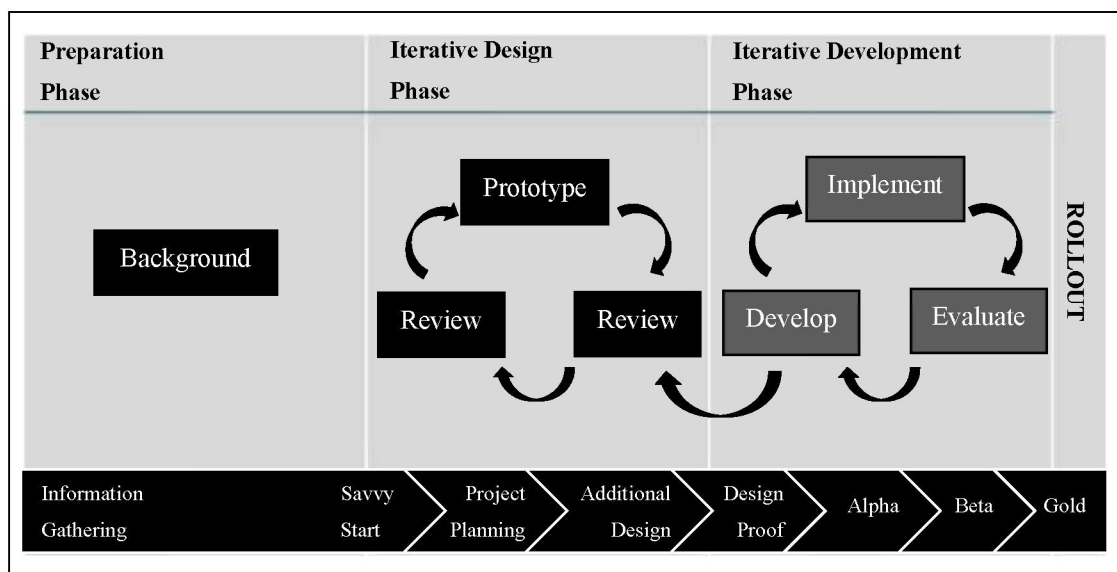 Preparation
Phase
Iterative Design
Phase
Iterative Development
Phase
ROLLOUT
Background
Prototype
Review
Review
Implement
Develop
Evaluate
Information
Gathering
Savvy
Start
Project
Planning
Additional
Design
Design
Proof
Alpha
Beta
Gold